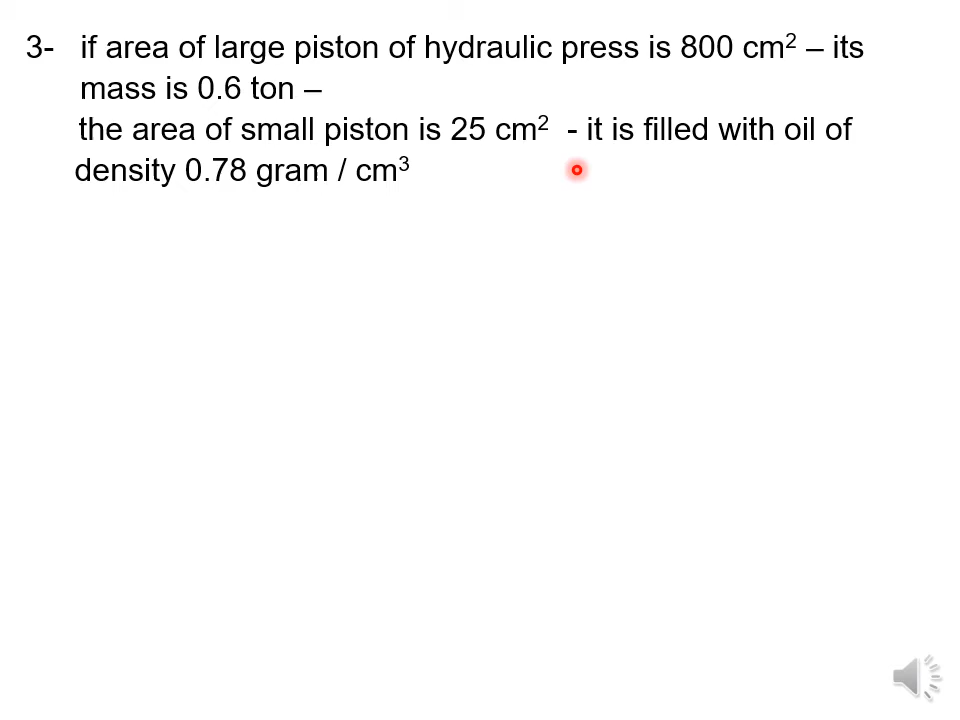 3- if area of large piston of hydraulic press is 800 cm² – its
mass is 0.6 ton –
the area of small piston is 25 cm² - it is filled with oil of
density 0.78 gram / cm³